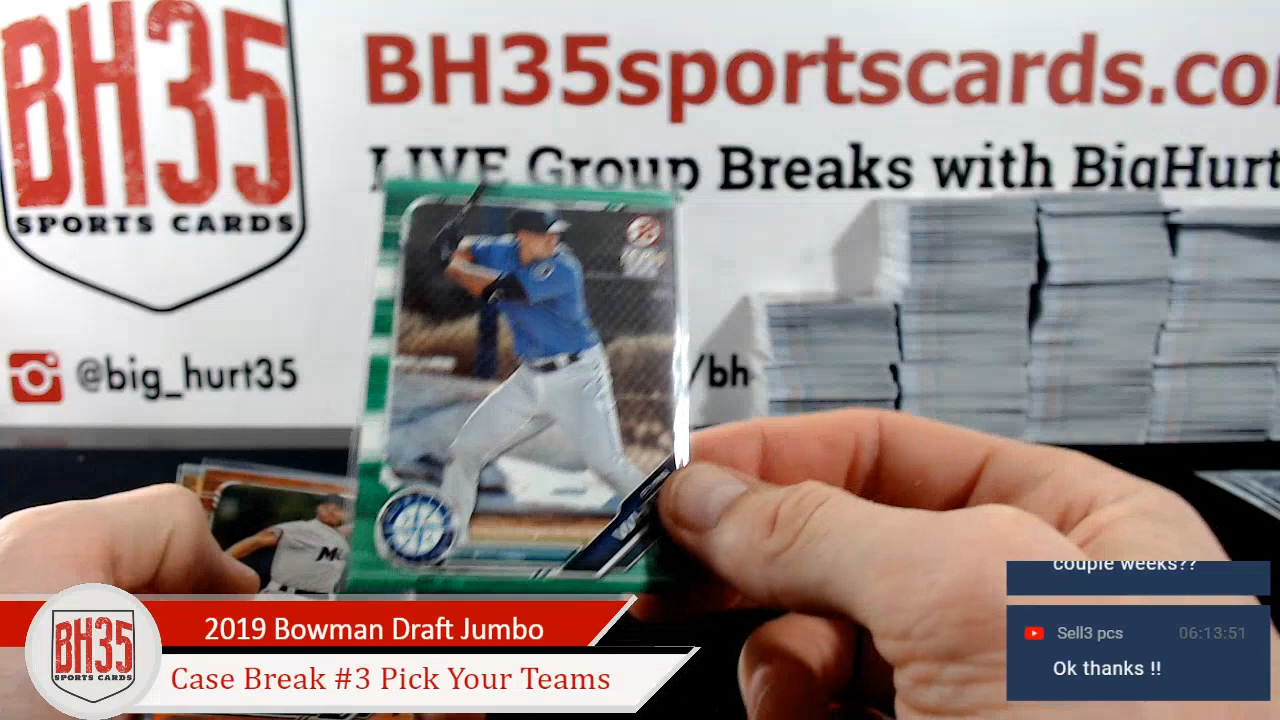 BH35
SPORTS CARDS
BH35sportscards.co
LIVE Group Breaks with BigHurt
@big_hurt35
/bh
2019 Bowman Draft Jumbo
Case Break #3 Pick Your Teams
BH35
SPORTS CARDS
couple weeks??
Sell3 pcs 06:13:51
Ok thanks !!